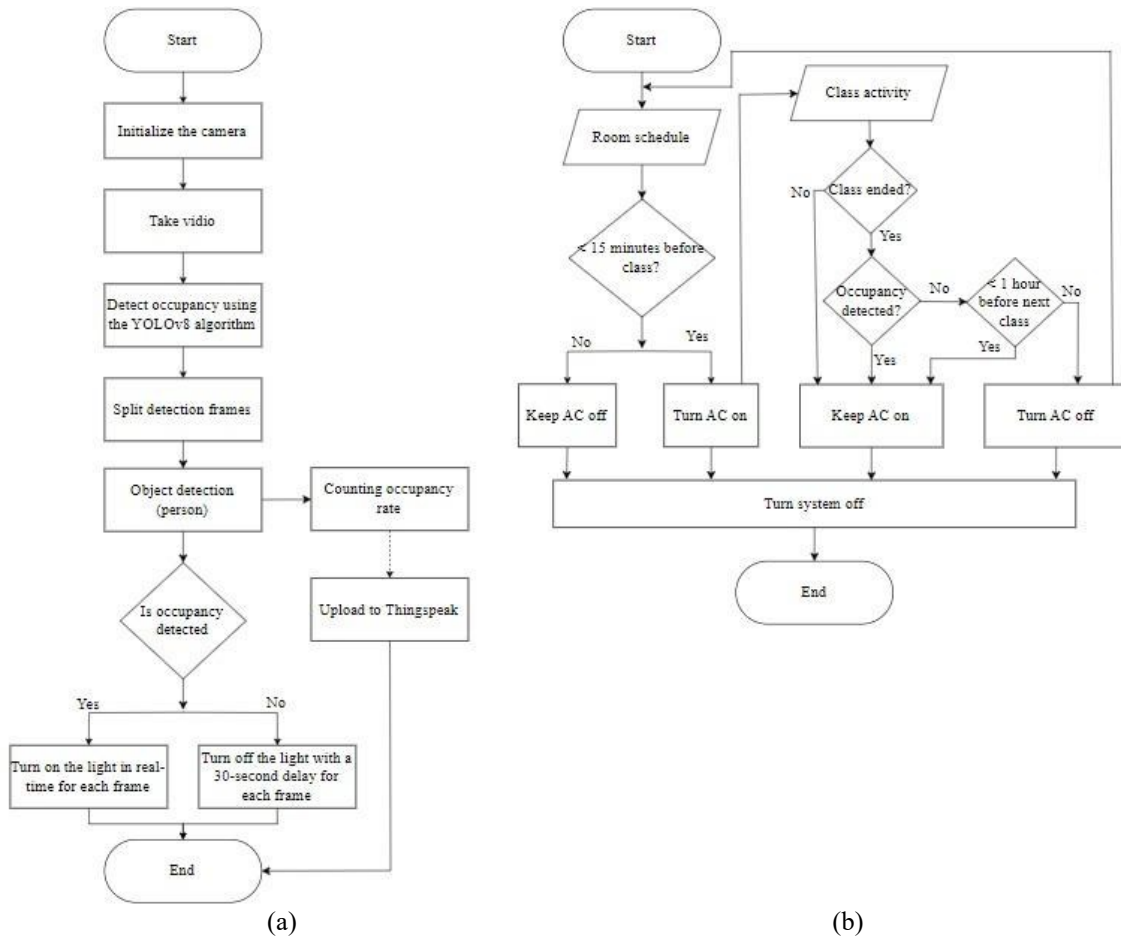 Start
Initialize the camera
Take vidio
Detect occupancy using
the YOLOv8 algorithm
Split detection frames
Object detection
(person)
Counting occupancy
rate
Is occupancy
detected
Upload to Thingspeak
Yes
No
Turn on the light in real-
time for each frame
Turn off the light with a
30-second delay for
each frame
End
(a)
Start
Room schedule
< 15 minutes before
class?
No
Yes
Keep AC off
Turn AC on
Class activity
Class ended?
No
Yes
Occupancy
detected?
No
Yes
< 1 hour
before next
class
No
Yes
Keep AC on
Turn AC off
Turn system off
End
(b)